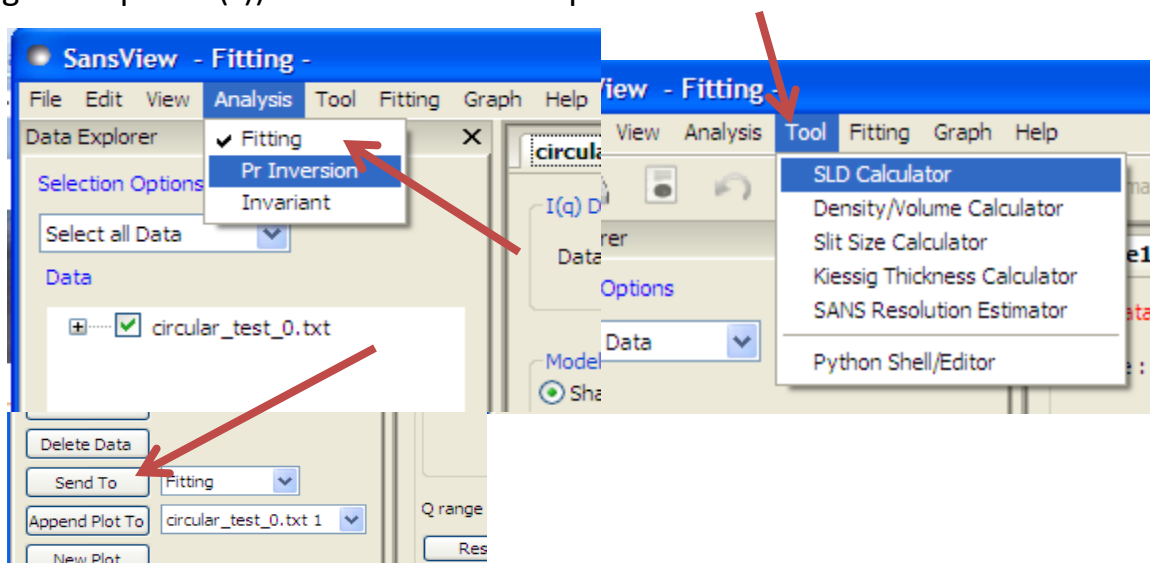 SansView - Fitting -
File Edit View Analysis Tool Fitting Graph Help
Data Explorer
Fitting
Pr Inversion
Invariant
Selection Options
Select all Data
Data
circular_test_0.txt
I(q) D
Data
Model
Sha
View - Fitting -
View Analysis Tool Fitting Graph Help
SLD Calculator
Density/Volume Calculator
Slit Size Calculator
Kiessig Thickness Calculator
SANS Resolution Estimator
Python Shell/Editor
Options
Data
Delete Data
Send To Fitting
Append Plot To circular_test_0.txt 1
New Plot
Q range
Res